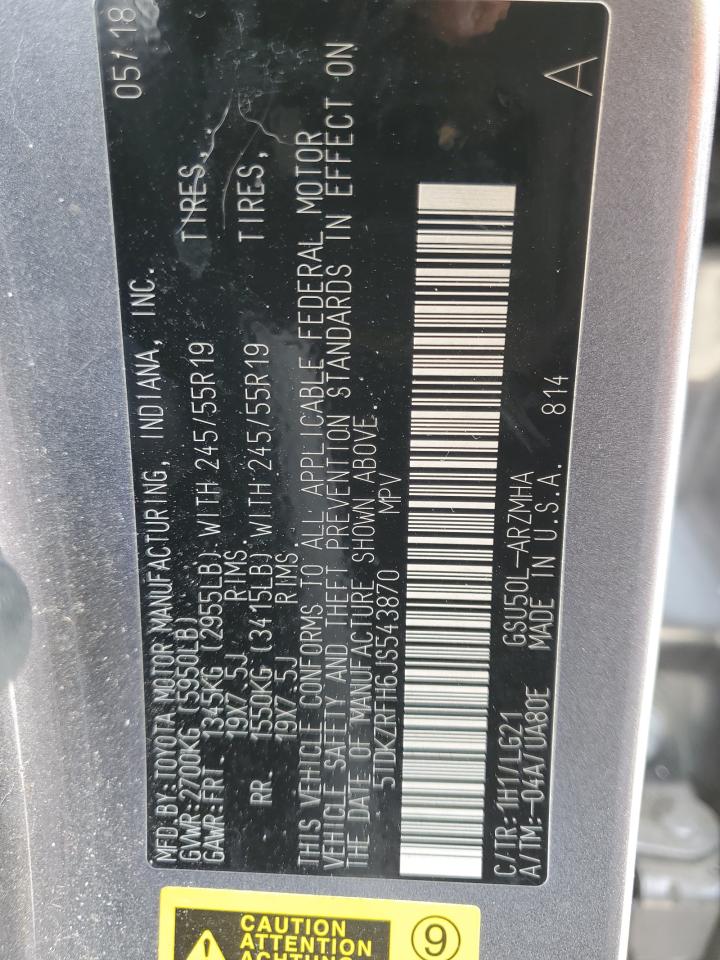 MFD. BY: TOYOTA MOTOR MANUFACTURING, INDIANA, INC. 05/18
GVWR: 2700KG (5950LB)
GAWR: FRT. 1345KG (2955LB) WITH 245/55R19 TIRES,
19X7.5J RIMS.
RR. 1550KG (3415LB) WITH 245/55R19 TIRES,
19X7.5J RIMS
THIS VEHICLE CONFORMS TO ALL APPLICABLE FEDERAL MOTOR
VEHICLE SAFETY AND THEFT PREVENTION STANDARDS IN EFFECT ON
THE DATE OF MANUFACTURE SHOWN ABOVE.
5TDKZRFH6JS543870 MPV
C/TR: 1H1/LG21 GSU50L-ARZMHA 814 A
A/TM: -04A/UA80E MADE IN U.S.A.
CAUTION
ATTENTION
ACHTUNG
9